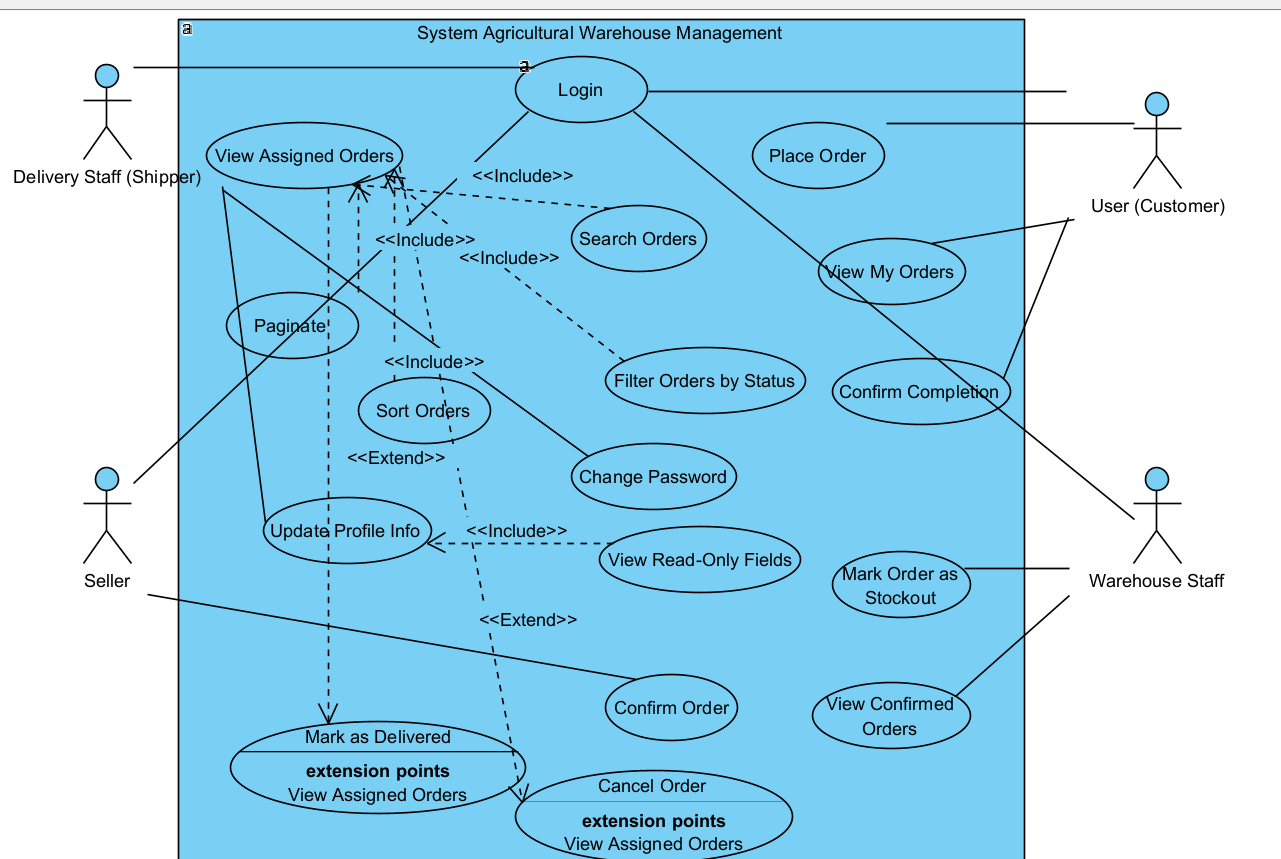 a
System Agricultural Warehouse Management
a
Login
View Assigned Orders
Place Order
Delivery Staff (Shipper)
<<Include>>
User (Customer)
Search Orders
<<Include>>
<<Include>>
View My Orders
Paginate
<<Include>>
Filter Orders by Status
Confirm Completion
Sort Orders
<<Extend>>
Change Password
Update Profile Info
<<Include>>
View Read-Only Fields
Seller
Mark Order as
Stockout
Warehouse Staff
<<Extend>>
Confirm Order
View Confirmed
Orders
Mark as Delivered
extension points
View Assigned Orders
Cancel Order
extension points
View Assigned Orders